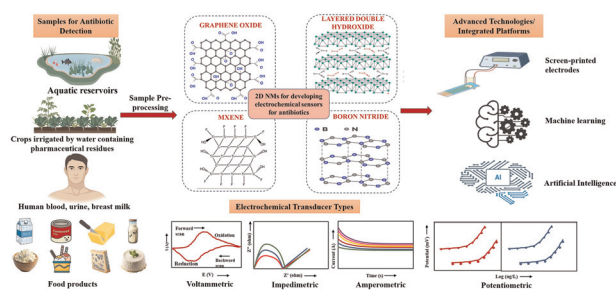 Samples for Antibiotic
Detection
Aquatic reservoirs
Crops irrigated by water containing
pharmaceutical residues
Human blood, urine, breast milk
Food products
Sample Pre-
processing
GRAPHENE OXIDE
LAYERED DOUBLE
HYDROXIDE
2D NMs for developing
electrochemical sensors
for antibiotics
MXENE
BORON NITRIDE
B
N
Advanced Technologies/
Integrated Platforms
Screen-printed
electrodes
Machine learning
AI
Artificial Intelligence
Electrochemical Transducer Types
Forward
scan
Oxidation
Reduction
Backward
scan
E (V)
Voltammetric
Z'' (ohm)
Z' (ohm)
Impedimetric
Current (A)
Time (s)
Amperometric
Potential (mV)
Log (ng/L)
Potentiometric